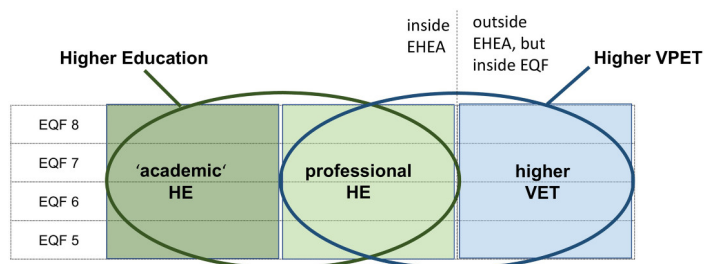 inside
EHEA
outside
EHEA, but
inside EQF
Higher Education
Higher VPET
EQF 8
EQF 7
EQF 6
EQF 5
‘academic‘
HE
professional
HE
higher
VET